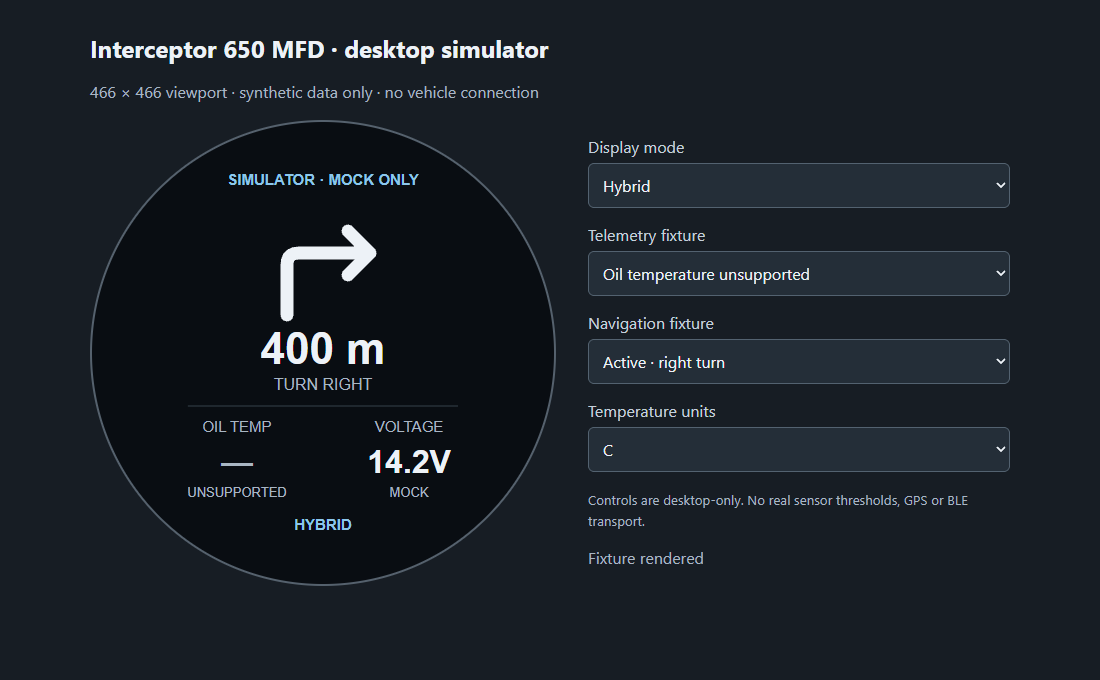 Interceptor 650 MFD · desktop simulator
466 × 466 viewport · synthetic data only · no vehicle connection
SIMULATOR · MOCK ONLY
400 m
TURN RIGHT
OIL TEMP VOLTAGE
— 14.2V
UNSUPPORTED MOCK
HYBRID
Display mode
Hybrid
Telemetry fixture
Oil temperature unsupported
Navigation fixture
Active · right turn
Temperature units
C
Controls are desktop-only. No real sensor thresholds, GPS or BLE
transport.
Fixture rendered